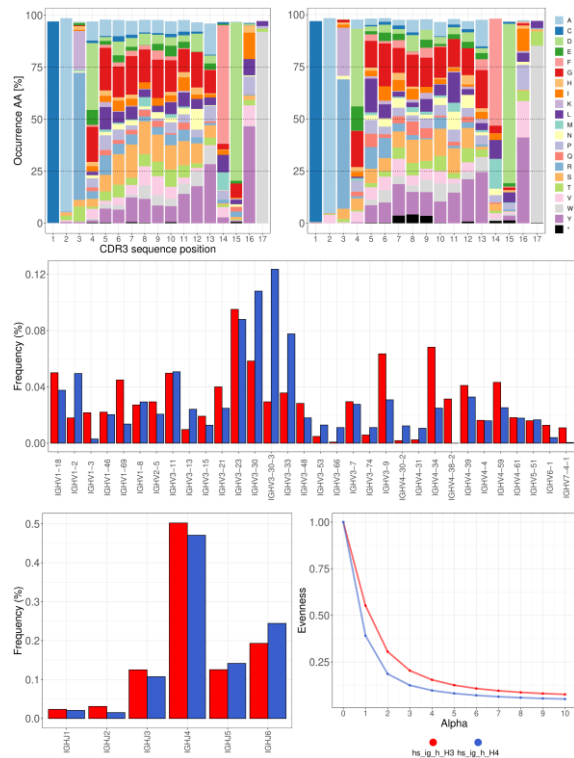 100
100
75
75
50
50
25
25
0
0
Occurrence AA [%]
1 2 3 4 5 6 7 8 9 10 11 12 13 14 15 16 17
1 2 3 4 5 6 7 8 9 10 11 12 13 14 15 16 17
CDR3 sequence position
A
C
D
E
F
G
H
I
K
L
M
N
P
Q
R
S
T
V
W
Y
*
Frequency (%)
0.12
0.08
0.04
0.00
IGHV1-18
IGHV1-2
IGHV1-3
IGHV1-46
IGHV1-69
IGHV1-8
IGHV2-5
IGHV3-11
IGHV3-13
IGHV3-15
IGHV3-21
IGHV3-23
IGHV3-30
IGHV3-30-3
IGHV3-33
IGHV3-48
IGHV3-53
IGHV3-66
IGHV3-7
IGHV3-74
IGHV3-9
IGHV4-30-2
IGHV4-31
IGHV4-34
IGHV4-38-2
IGHV4-39
IGHV4-4
IGHV4-59
IGHV4-61
IGHV5-51
IGHV6-1
IGHV7-4-1
Frequency (%)
0.5
0.4
0.3
0.2
0.1
0.0
IGHJ1
IGHJ2
IGHJ3
IGHJ4
IGHJ5
IGHJ6
Evenness
1.00
0.75
0.50
0.25
0 1 2 3 4 5 6 7 8 9 10
Alpha
hs_ig_h_H3 hs_ig_h_H4